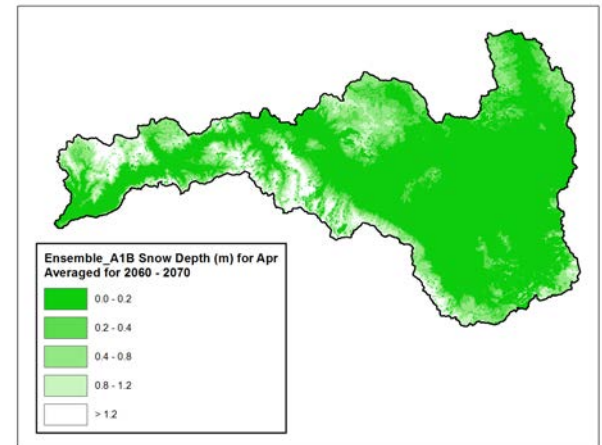 Ensemble_A1B Snow Depth (m) for Apr
Averaged for 2060 - 2070
0.0 - 0.2
0.2 - 0.4
0.4 - 0.8
0.8 - 1.2
> 1.2